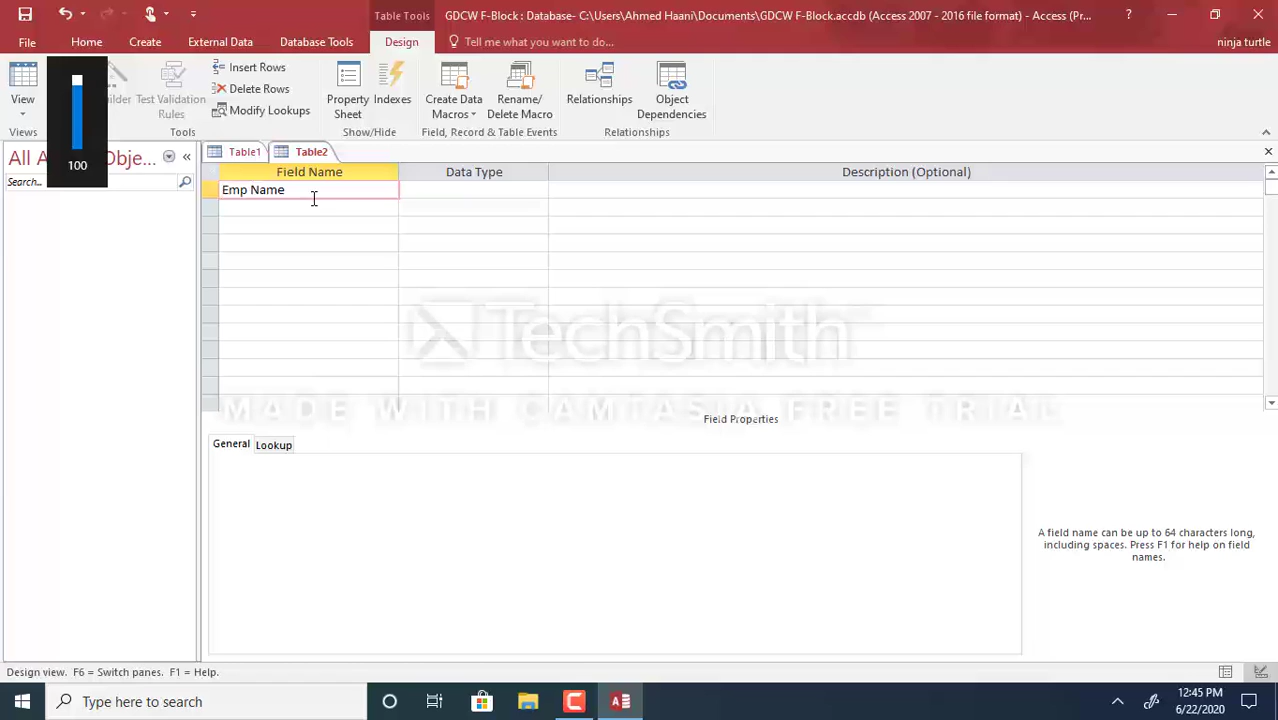 Table Tools
GDCW F-Block : Database- C:\Users\Ahmed Haani\Documents\GDCW F-Block.accdb (Access 2007 - 2016 file format) - Access (Pr...
?
File
Home
Create
External Data
Database Tools
Design
Tell me what you want to do...
ninja turtle
View
Test Validation
Rules
Insert Rows
Delete Rows
Modify Lookups
Property
Sheet
Indexes
Create Data
Macros
Rename/
Delete Macro
Relationships
Object
Dependencies
Views
Tools
Show/Hide
Field, Record & Table Events
Relationships
100
Search...
Table1
Table2
Field Name
Data Type
Description (Optional)
Emp Name
TechSmith
MADE WITH CAMTASIA FREE TRIAL
Field Properties
General
Lookup
A field name can be up to 64 characters long,
including spaces. Press F1 for help on field
names.
Design view. F6 = Switch panes. F1 = Help.
Type here to search
12:45 PM
6/22/2020